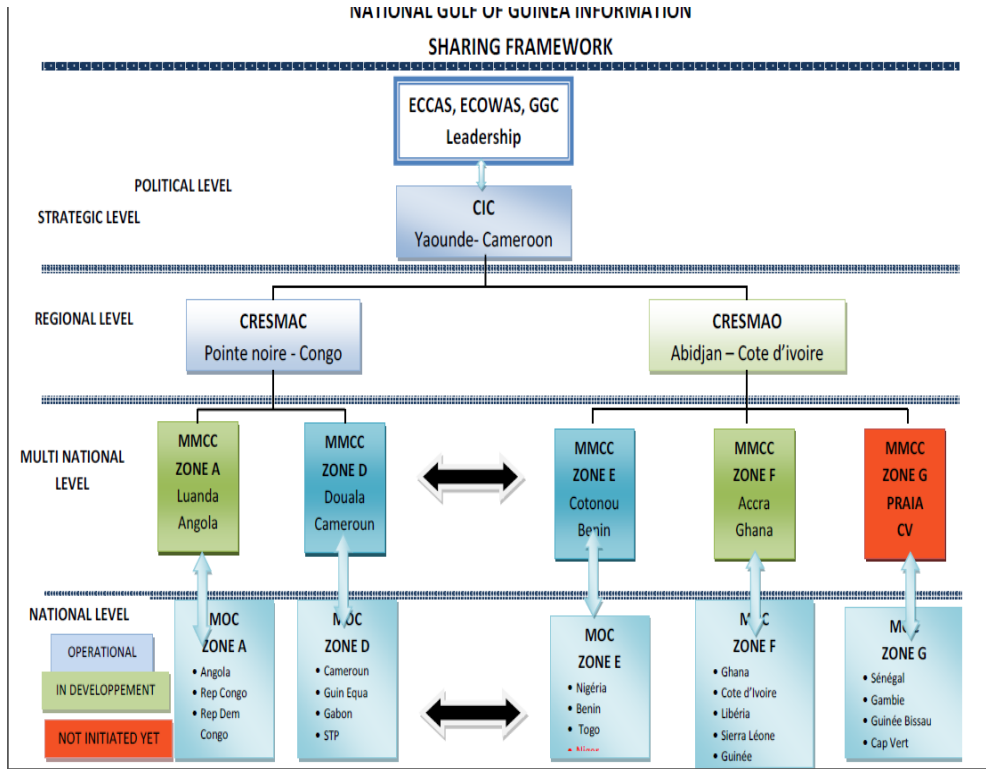 NATIONAL GULF OF GUINEA INFORMATION
SHARING FRAMEWORK
ECCAS, ECOWAS, GGC
Leadership
POLITICAL LEVEL
STRATEGIC LEVEL
CIC
Yaounde- Cameroon
REGIONAL LEVEL
CRESMAC
Pointe noire - Congo
CRESMAO
Abidjan – Cote d'ivoire
MULTI NATIONAL
LEVEL
MMCC
ZONE A
Luanda
Angola
MMCC
ZONE D
Douala
Cameroun
MMCC
ZONE E
Cotonou
Benin
MMCC
ZONE F
Accra
Ghana
MMCC
ZONE G
PRAIA
CV
NATIONAL LEVEL
OPERATIONAL
IN DEVELOPPEMENT
NOT INITIATED YET
MOC
ZONE A
• Angola
• Rep Congo
• Rep Dem
Congo
MOC
ZONE D
• Cameroun
• Guin Equa
• Gabon
• STP
MOC
ZONE E
• Nigéria
• Benin
• Togo
• Niger
MOC
ZONE F
• Ghana
• Cote d'Ivoire
• Libéria
• Sierra Léone
• Guinée
MOC
ZONE G
• Sénégal
• Gambie
• Guinée Bissau
• Cap Vert